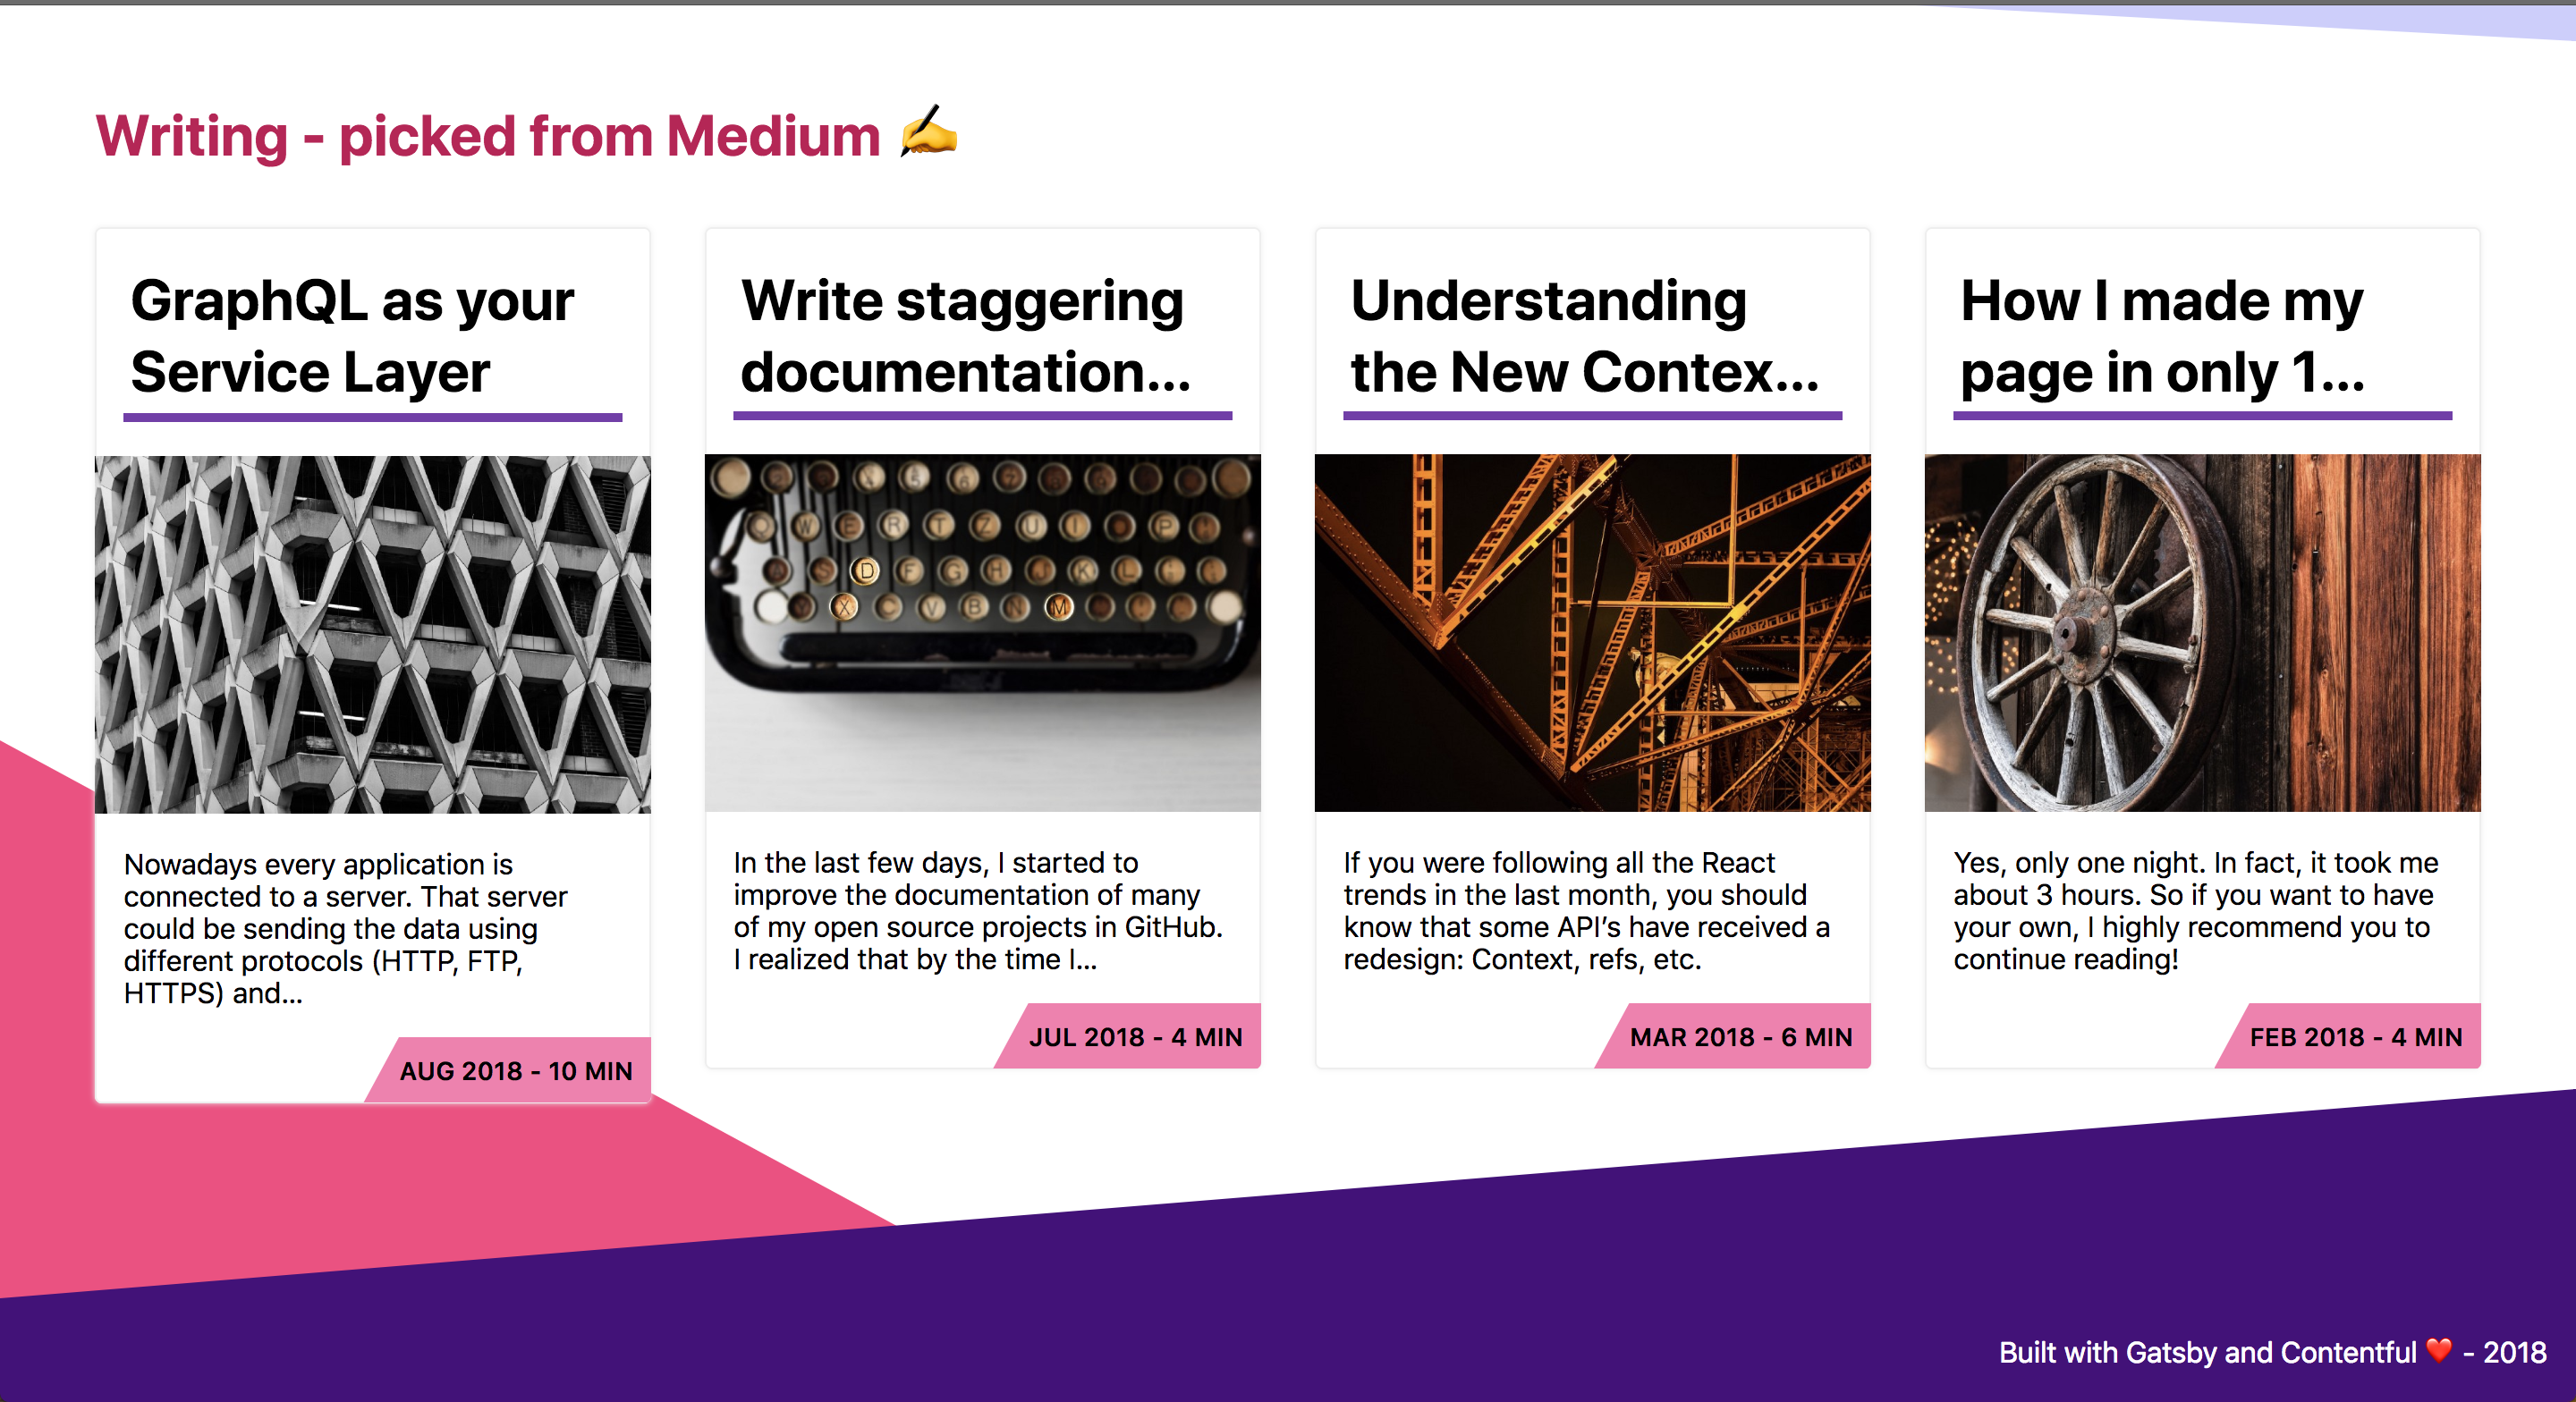 Writing - picked from Medium ✍️
GraphQL as your
Service Layer
Nowadays every application is
connected to a server. That server
could be sending the data using
different protocols (HTTP, FTP,
HTTPS) and...
AUG 2018 - 10 MIN
Write staggering
documentation...
W E R T Z U I P
D F G H J K L
X C V B N M
In the last few days, I started to
improve the documentation of many
of my open source projects in GitHub.
I realized that by the time I...
JUL 2018 - 4 MIN
Understanding
the New Contex...
If you were following all the React
trends in the last month, you should
know that some API’s have received a
redesign: Context, refs, etc.
MAR 2018 - 6 MIN
How I made my
page in only 1...
Yes, only one night. In fact, it took me
about 3 hours. So if you want to have
your own, I highly recommend you to
continue reading!
FEB 2018 - 4 MIN
Built with Gatsby and Contentful ❤️ - 2018